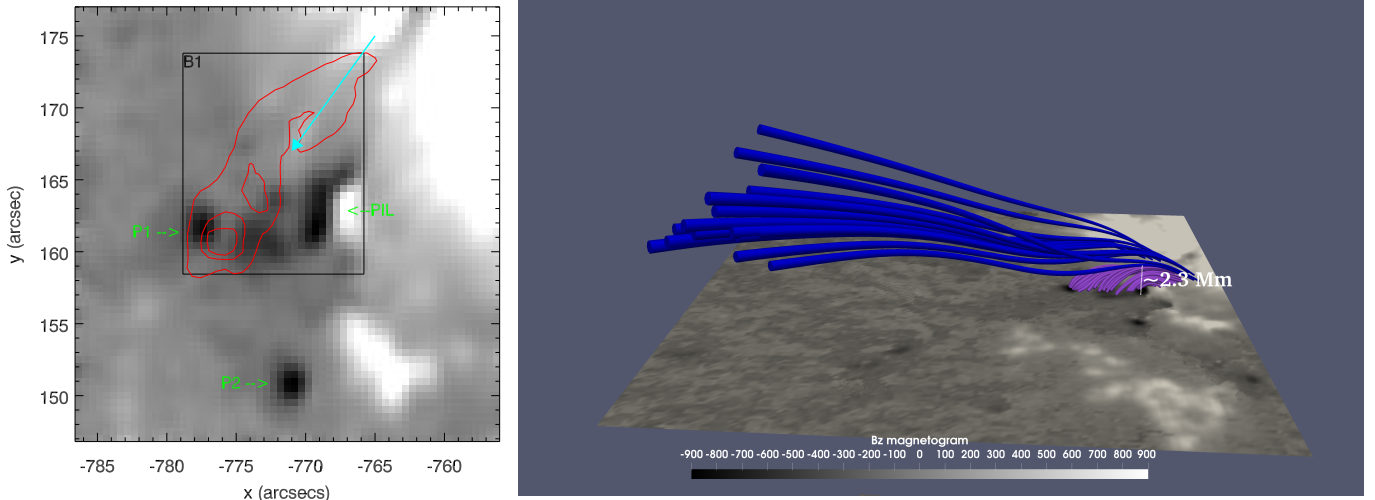 175
B1
170
165
<--PIL
P1 -->
160
155
P2 -->
150
y (arcsec)
-785 -780 -775 -770 -765 -760
x (arcsecs)
~2.3 Mm
Bz magnetogram
-900 -800 -700 -600 -500 -400 -300 -200 -100 0 100 200 300 400 500 600 700 800 900